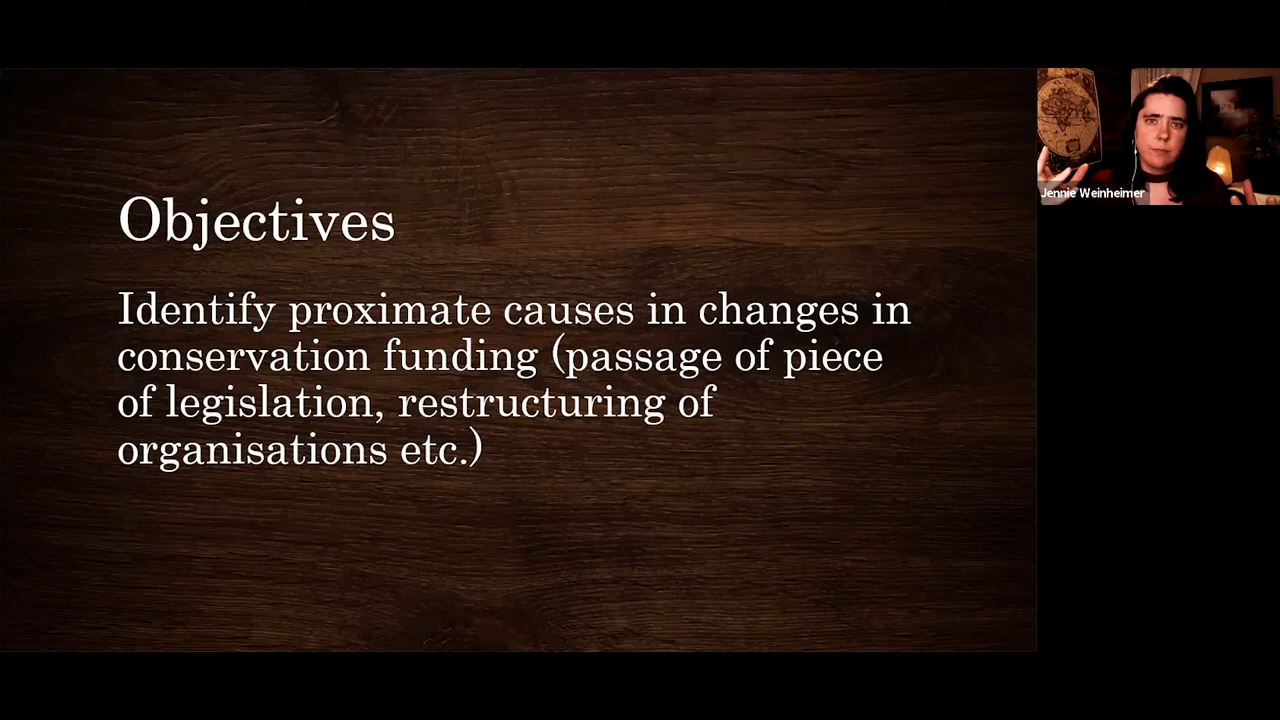 Objectives
Identify proximate causes in changes in
conservation funding (passage of piece
of legislation, restructuring of
organisations etc.)
Jennie Weinheimer